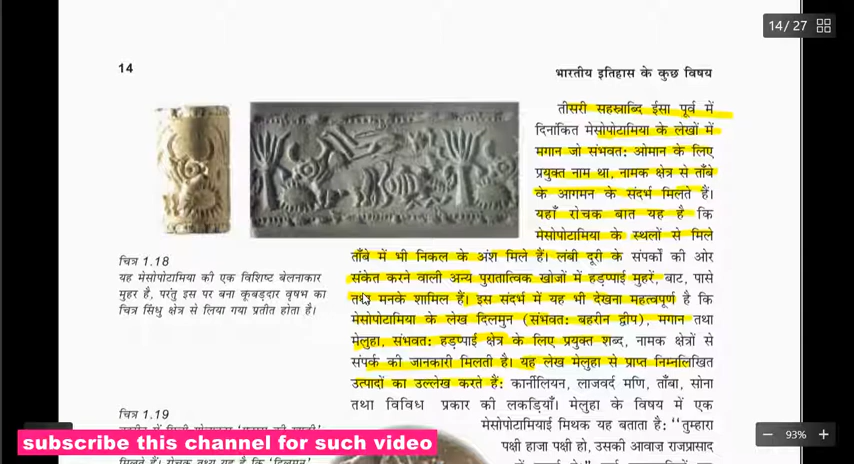 14/27
14
भारतीय इतिहास के कुछ विषय
तीसरी सहस्राब्दि ईसा पूर्व में
दिनांकित मेसोपोटामिया के लेखों में
मगान जो संभवत: ओमान के लिए
प्रयुक्त नाम था, नामक क्षेत्र से ताँबे
के आगमन के संदर्भ मिलते हैं।
यहाँ रोचक बात यह है कि
मेसोपोटामिया के स्थलों से मिले
ताँबे में भी निकल के अंश मिले हैं। लंबी दूरी के संपर्कों की ओर
संकेत करने वाली अन्य पुरातात्विक खोजों में हड़प्पाई मुहरें, बाट, पासे
तथा मनके शामिल हैं। इस संदर्भ में यह भी देखना महत्वपूर्ण है कि
मेसोपोटामिया के लेख दिलमुन (संभवत: बहरीन द्वीप), मगान तथा
मेलुहा, संभवत: हड़प्पाई क्षेत्र के लिए प्रयुक्त शब्द, नामक क्षेत्रों से
संपर्क की जानकारी मिलती है। यह लेख मेलुहा से प्राप्त निम्नलिखित
उत्पादों का उल्लेख करते हैं: कार्नीलियन, लाजवर्द मणि, ताँबा, सोना
तथा विविध प्रकार की लकड़ियाँ। मेलुहा के विषय में एक
मेसोपोटामियाई मिथक यह बताता है: “तुम्हारा
पक्षी हाजा पक्षी हो, उसकी आवाज़ राजप्रासाद
चित्र 1.18
यह मेसोपोटामिया की एक विशिष्ट बेलनाकार
मुहर है, परंतु इस पर बना कूबड़दार वृषभ का
चित्र सिंधु क्षेत्र से लिया गया प्रतीत होता है।
चित्र 1.19
subscribe this channel for such video
93%